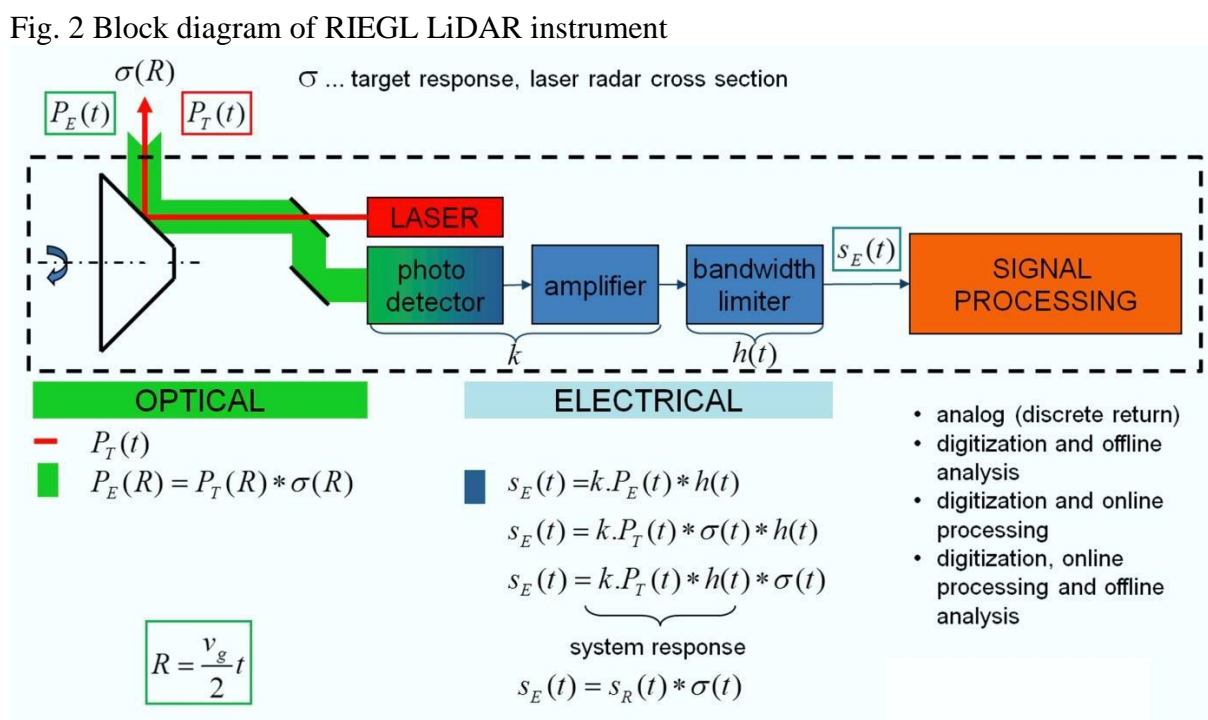 Fig. 2 Block diagram of RIEGL LiDAR instrument
σ(R)
σ ... target response, laser radar cross section
P_E(t)
P_T(t)
LASER
photo
detector
amplifier
bandwidth
limiter
s_E(t)
SIGNAL
PROCESSING
k
h(t)
OPTICAL
P_T(t)
P_E(R) = P_T(R) * σ(R)
R = \frac{v_g}{2} t
ELECTRICAL
s_E(t) =k.P_E(t) * h(t)
s_E(t) = k.P_T(t) * σ(t) * h(t)
s_E(t) = k.P_T(t) * h(t) * σ(t)
system response
s_E(t) = s_R(t) * σ(t)
• analog (discrete return)
• digitization and offline
analysis
• digitization and online
processing
• digitization, online
processing and offline
analysis